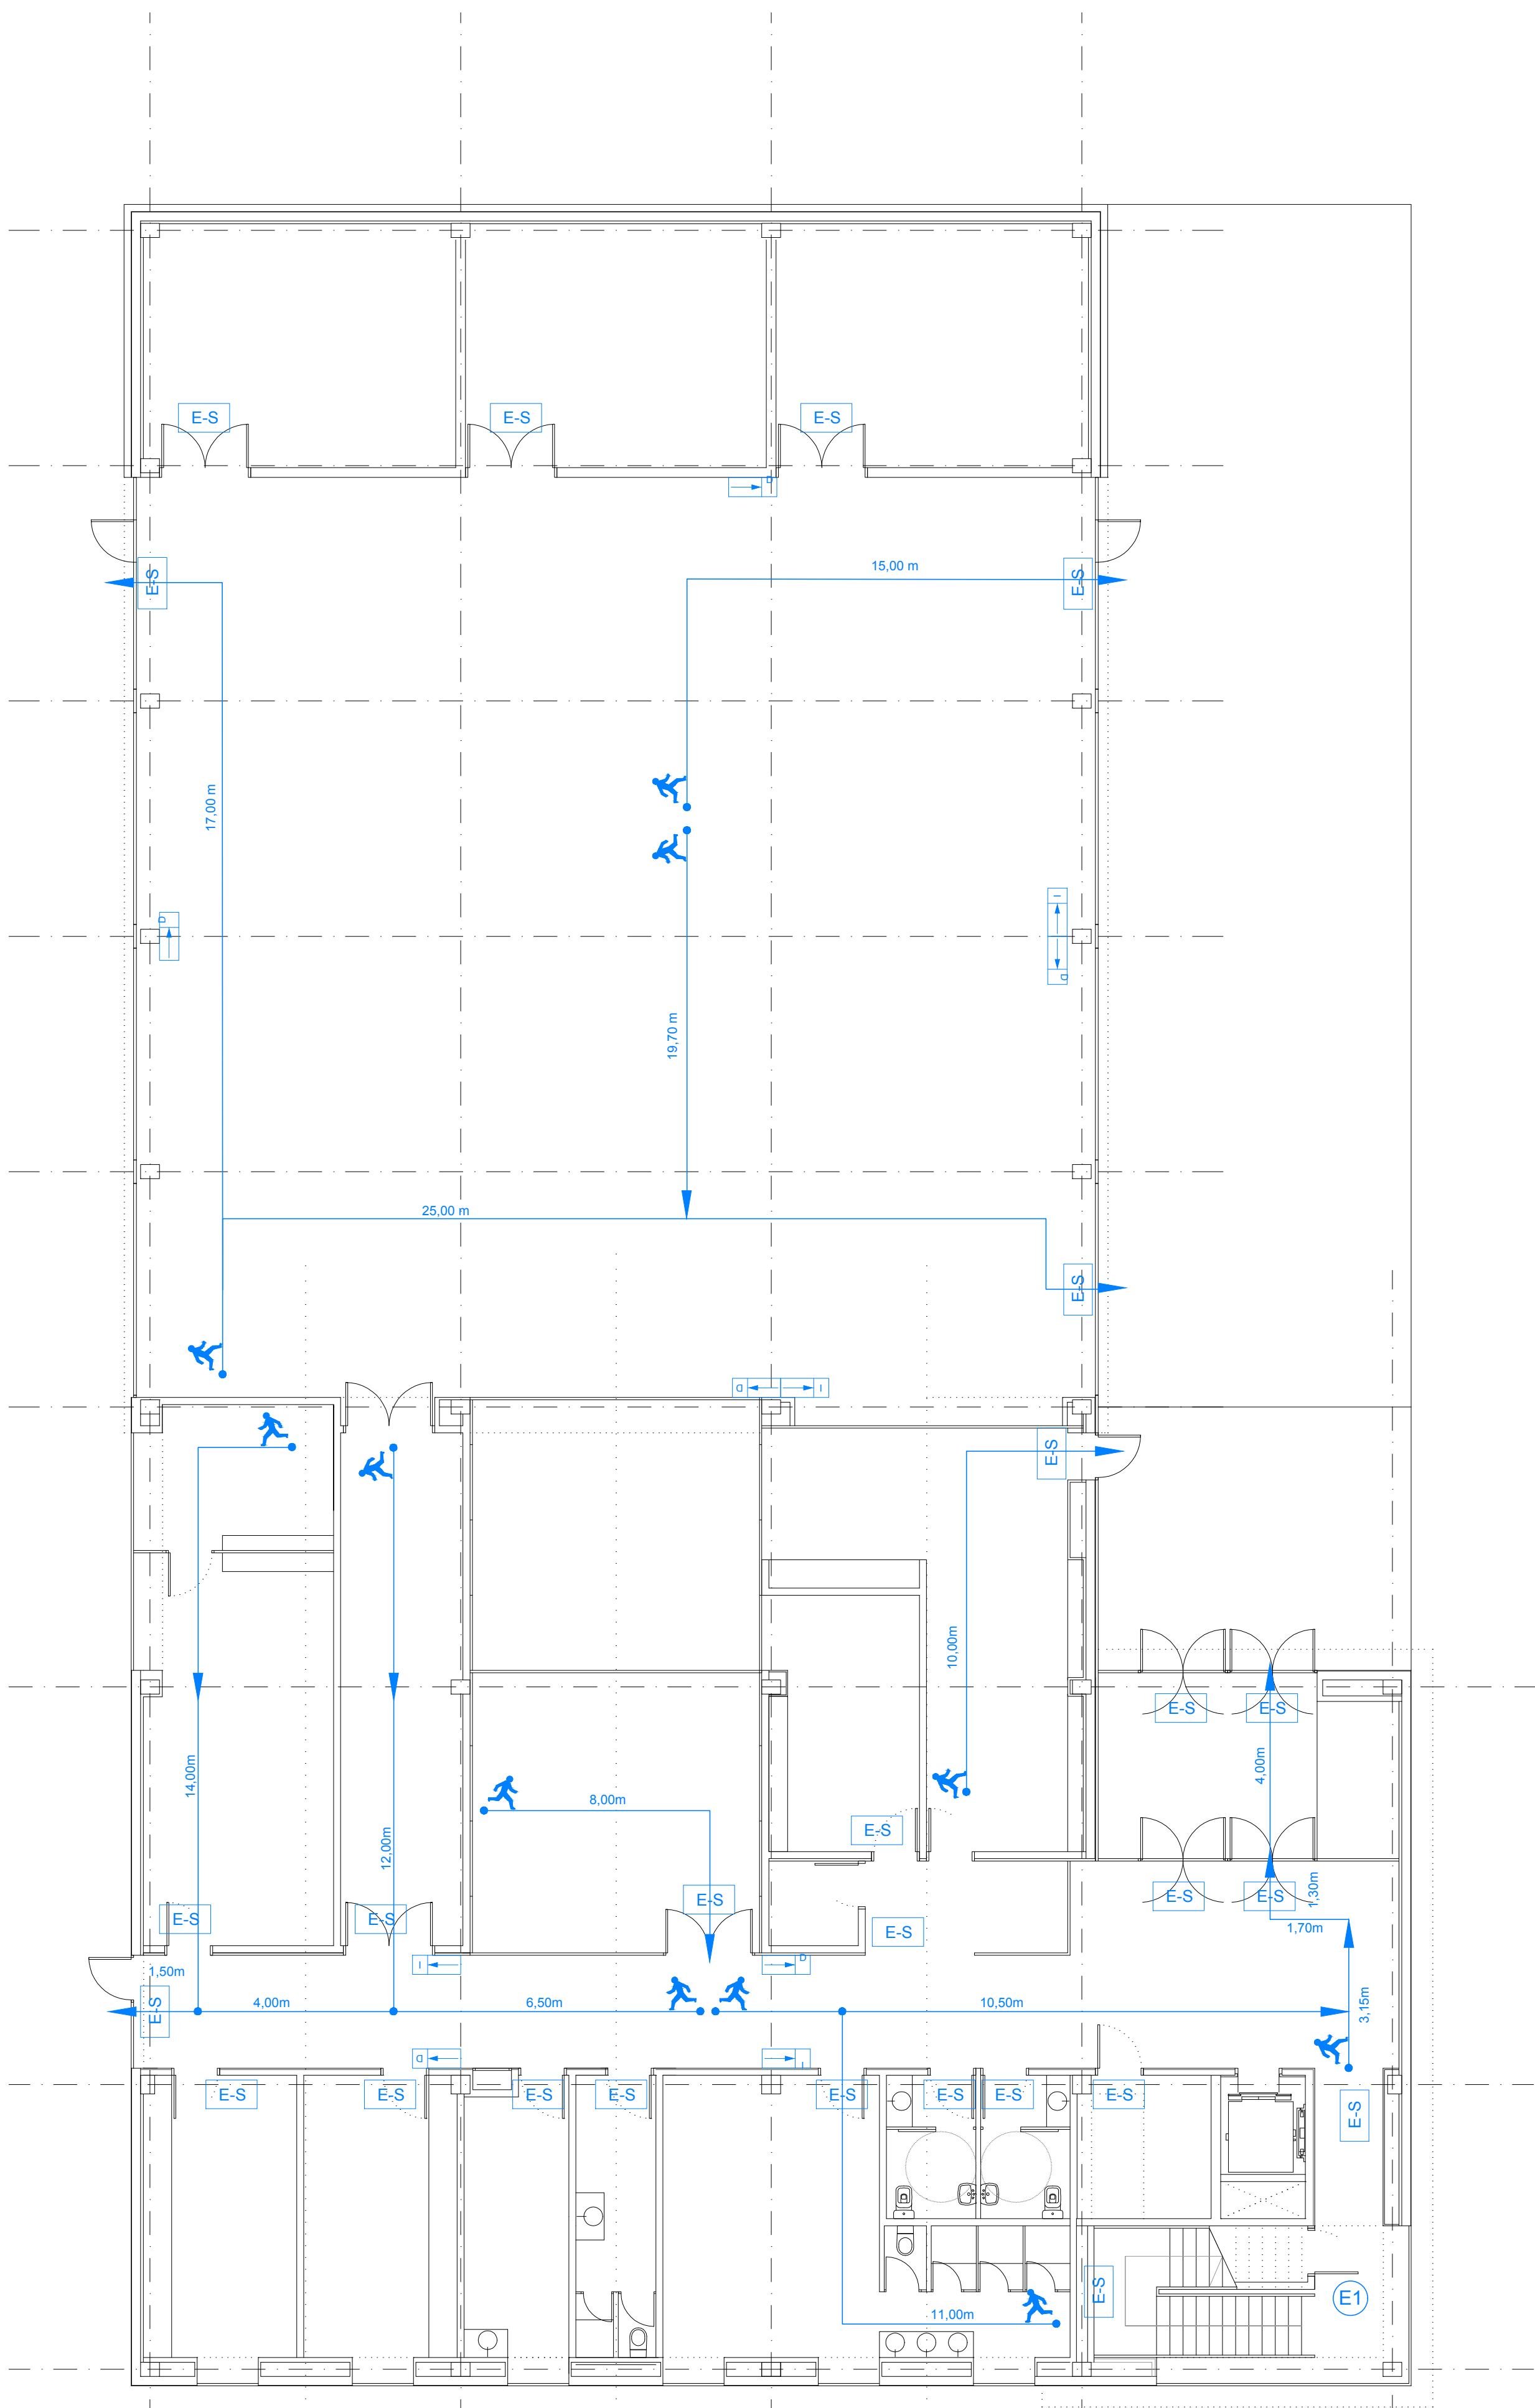 E-S
E-S
E-S
D
E-S
15,00 m
E-S
17,00 m
D
I
D
19,70 m
25,00 m
E-S
D
I
E-S
10,00m
E-S
E-S
14,00m
8,00m
4,00m
12,00m
E-S
E-S
E-S
E-S
E-S
E-S
1,30m
E-S
1,70m
I
D
1,50m
E-S
4,00m
6,50m
10,50m
3,15m
D
I
E-S
E-S
E-S
E-S
E-S
E-S
E-S
E-S
E-S
E-S
E1
11,00m